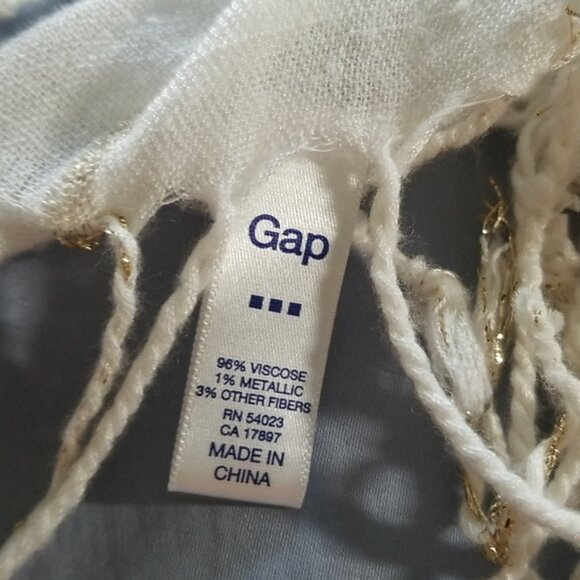 Gap
96% VISCOSE
1% METALLIC
3% OTHER FIBERS
RN 54023
CA 17897
MADE IN
CHINA